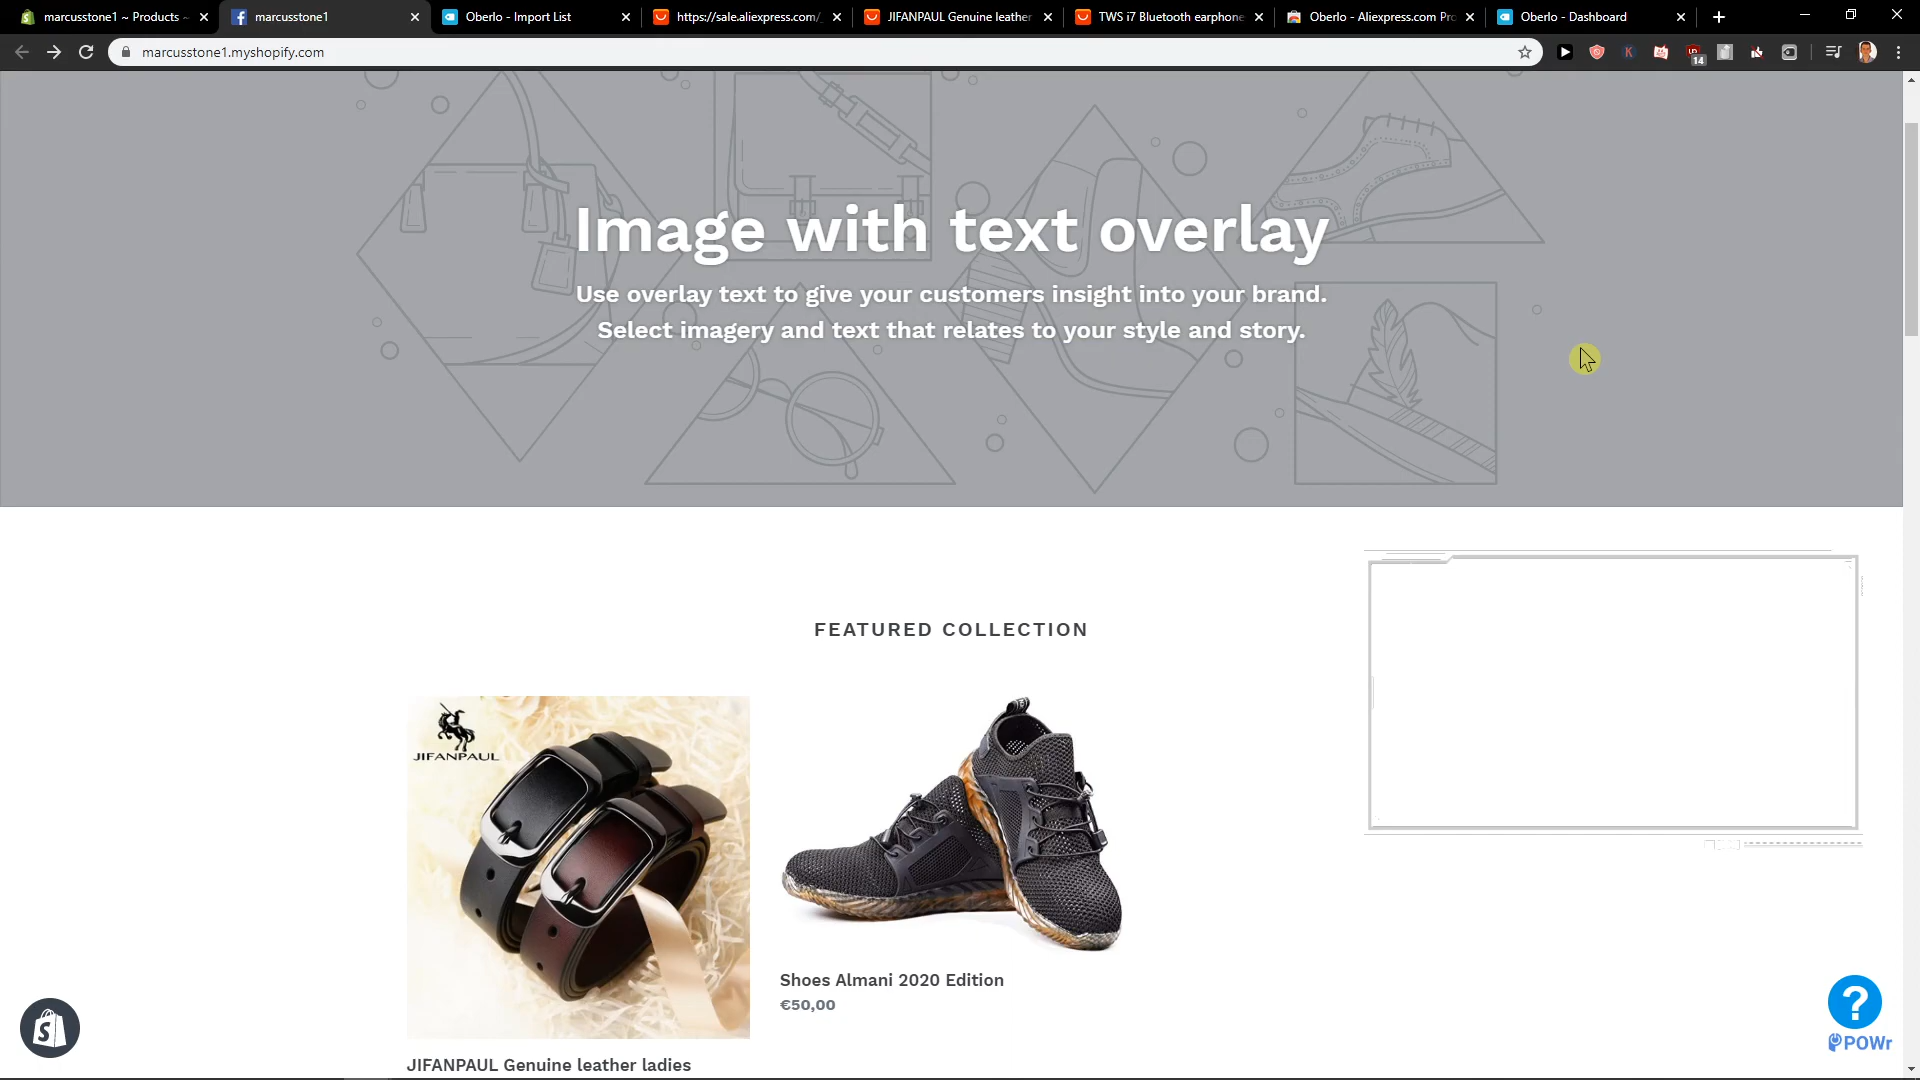 marcusstone1 ~ Products ~
marcusstone1
Oberlo - Import List
https://sale.aliexpress.com/
JIFANPAUL Genuine leather
TWS i7 Bluetooth earphone
Oberlo - Aliexpress.com Pro
Oberlo - Dashboard
marcusstone1.myshopify.com
K
14
Image with text overlay
Use overlay text to give your customers insight into your brand.
Select imagery and text that relates to your style and story.
FEATURED COLLECTION
JIFANPAUL
Shoes Almani 2020 Edition
€50,00
JIFANPAUL Genuine leather ladies
?
POWr